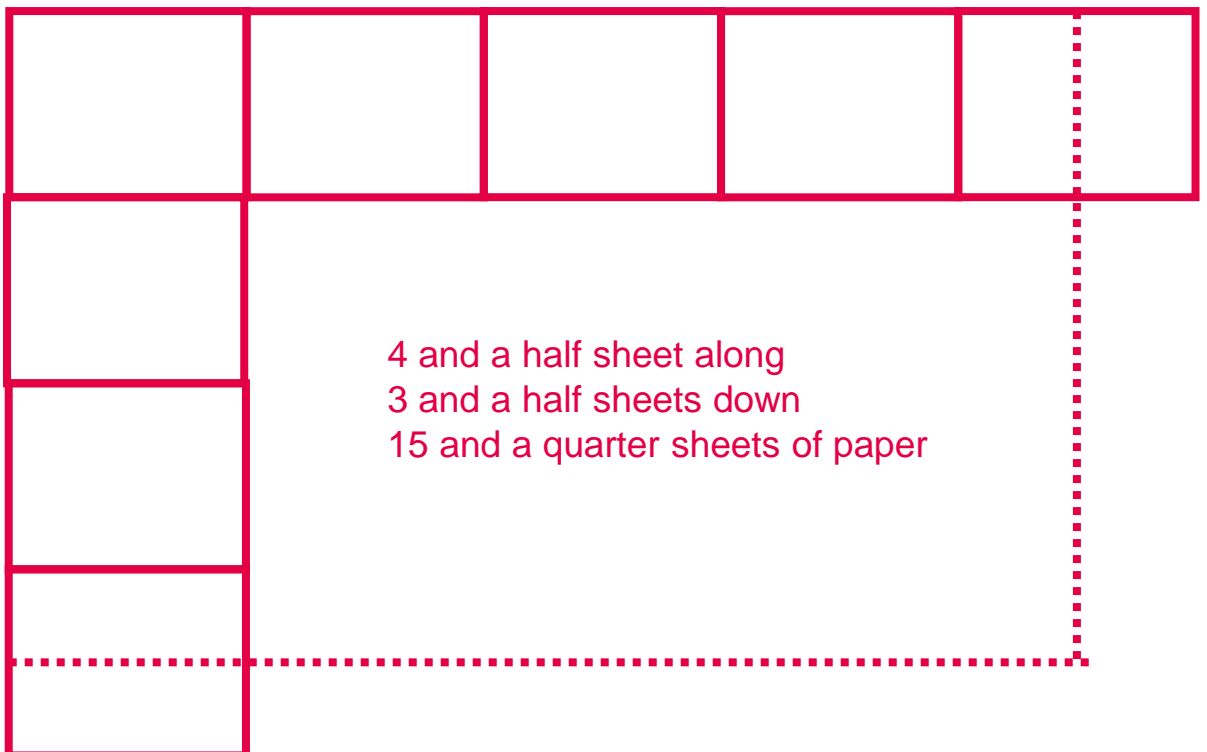 4 and a half sheet along
3 and a half sheets down
15 and a quarter sheets of paper